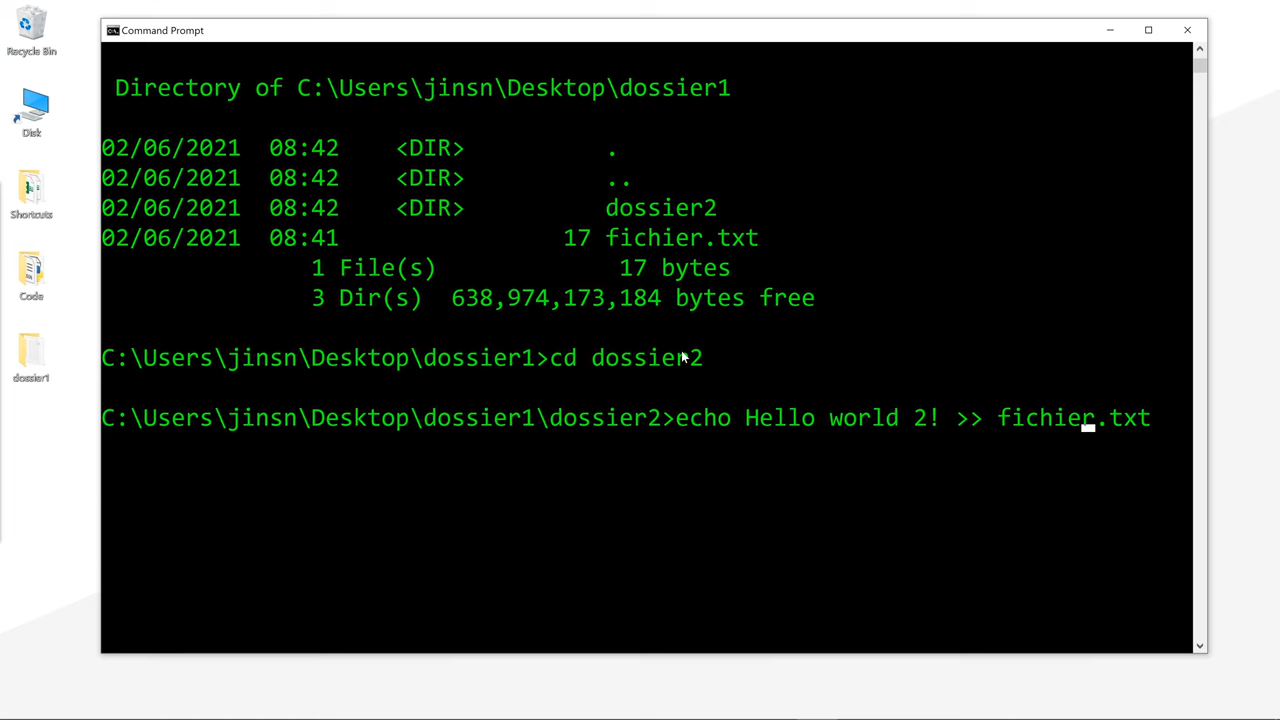 Recycle Bin
Disk
Shortcuts
Code
dossier1
Command Prompt
Directory of C:\Users\jinsn\Desktop\dossier1
02/06/2021 08:42 <DIR> .
02/06/2021 08:42 <DIR> ..
02/06/2021 08:42 <DIR> dossier2
02/06/2021 08:41 17 fichier.txt
1 File(s) 17 bytes
3 Dir(s) 638,974,173,184 bytes free
C:\Users\jinsn\Desktop\dossier1>cd dossier2
C:\Users\jinsn\Desktop\dossier1\dossier2>echo Hello world 2! >> fichier.txt